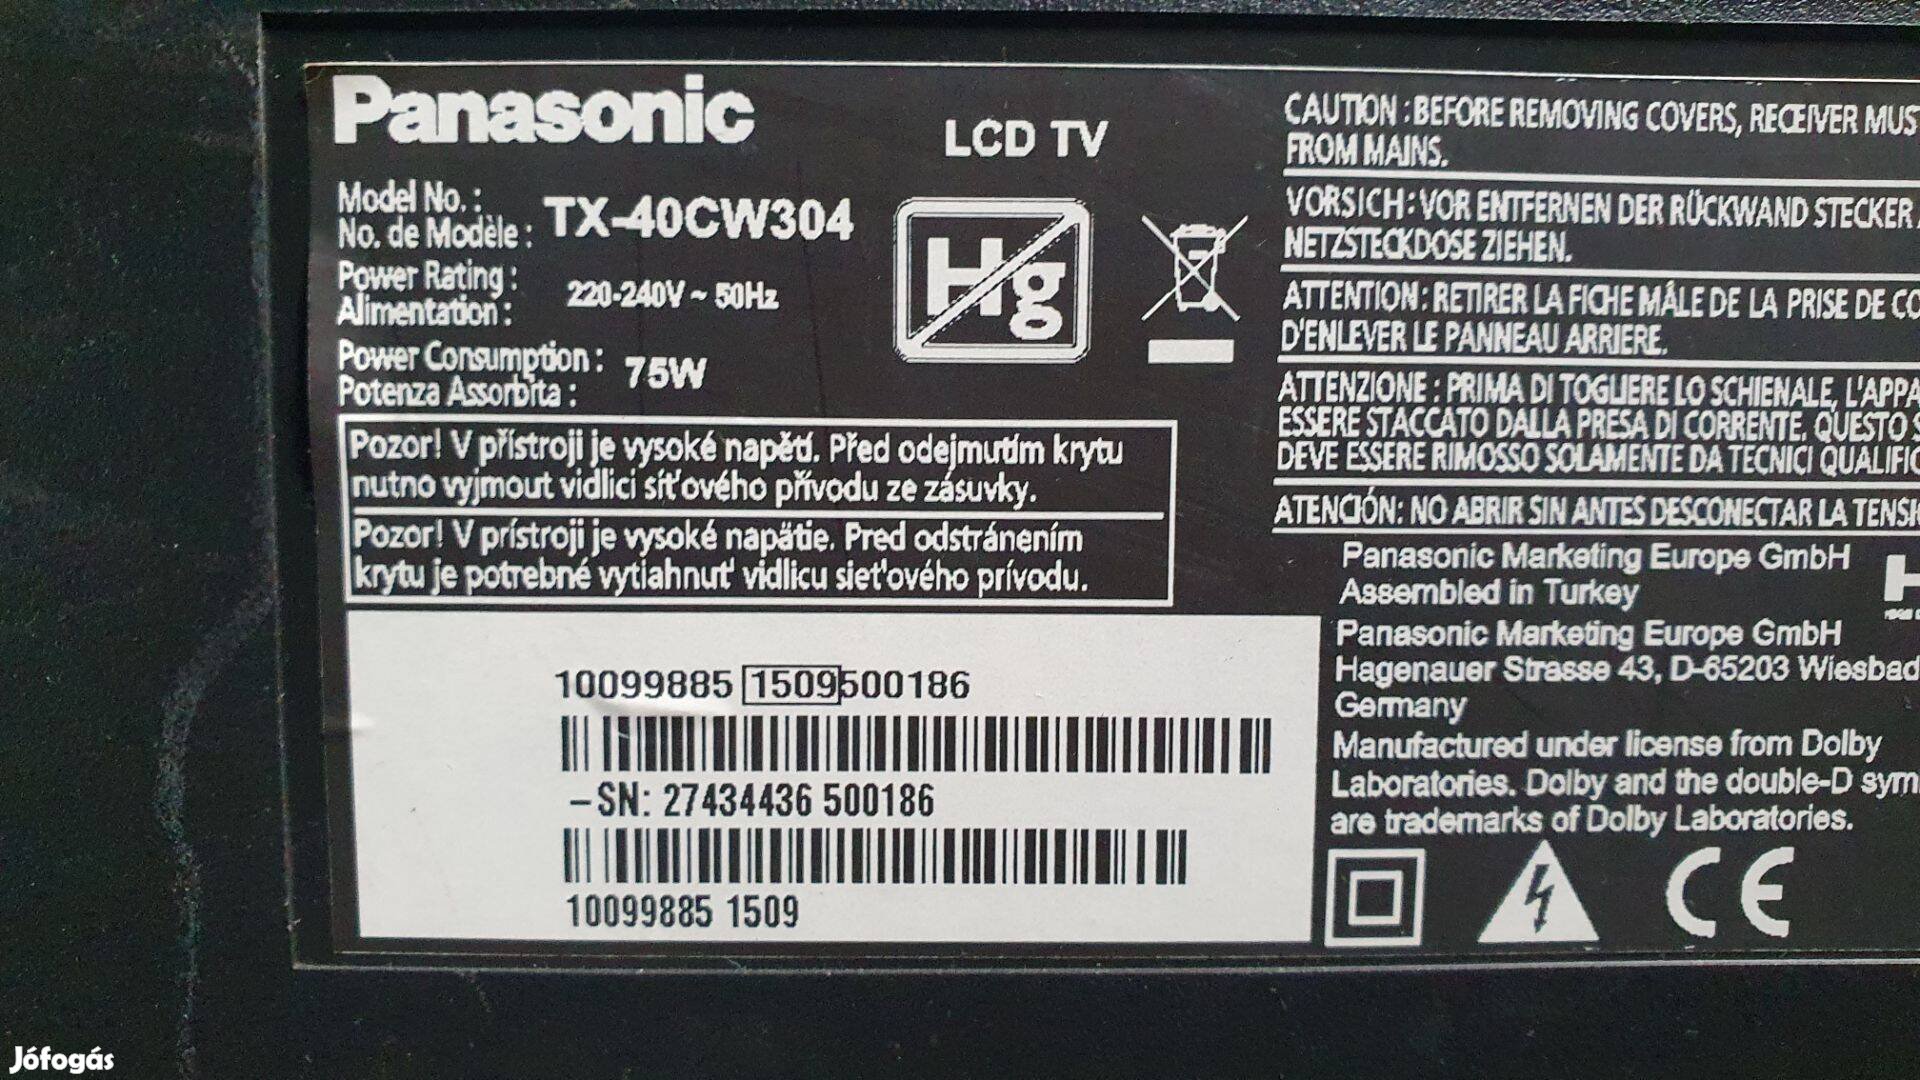 Panasonic
LCD TV
Model No. :
No. de Modèle :
TX-40CW304
Power Rating :
Alimentation :
220-240V ~ 50Hz
Power Consumption :
Potenza Assorbita :
75W
Hg
Pozor! V přístroji je vysoké napětí. Před odejmutím krytu
nutno vyjmout vidlici síťového přívodu ze zásuvky.
Pozor! V prístroji je vysoké napätie. Pred odstránením
krytu je potrebné vytiahnuť vidlicu sieťového prívodu.
10099885 1509 500186
-SN: 27434436 500186
10099885 1509
CAUTION : BEFORE REMOVING COVERS, RECEIVER MUST
FROM MAINS.
VORSICH : VOR ENTFERNEN DER RÜCKWAND STECKER
NETZSTECKDOSE ZIEHEN.
ATTENTION : RETIRER LA FICHE MÂLE DE LA PRISE DE CO
D'ENLEVER LE PANNEAU ARRIERE.
ATTENZIONE : PRIMA DI TOGLIERE LO SCHIENALE, L'APPA
ESSERE STACCATO DALLA PRESA DI CORRENTE. QUESTO S
DEVE ESSERE RIMOSSO SOLAMENTE DA TECNICI QUALIFIC
ATENCIÓN: NO ABRIR SIN ANTES DESCONECTAR LA TENSI
Panasonic Marketing Europe GmbH
Assembled in Turkey
Panasonic Marketing Europe GmbH
Hagenauer Strasse 43, D-65203 Wiesbad
Germany
Manufactured under license from Dolby
Laboratories. Dolby and the double-D sym
are trademarks of Dolby Laboratories.
CE
Jófogás